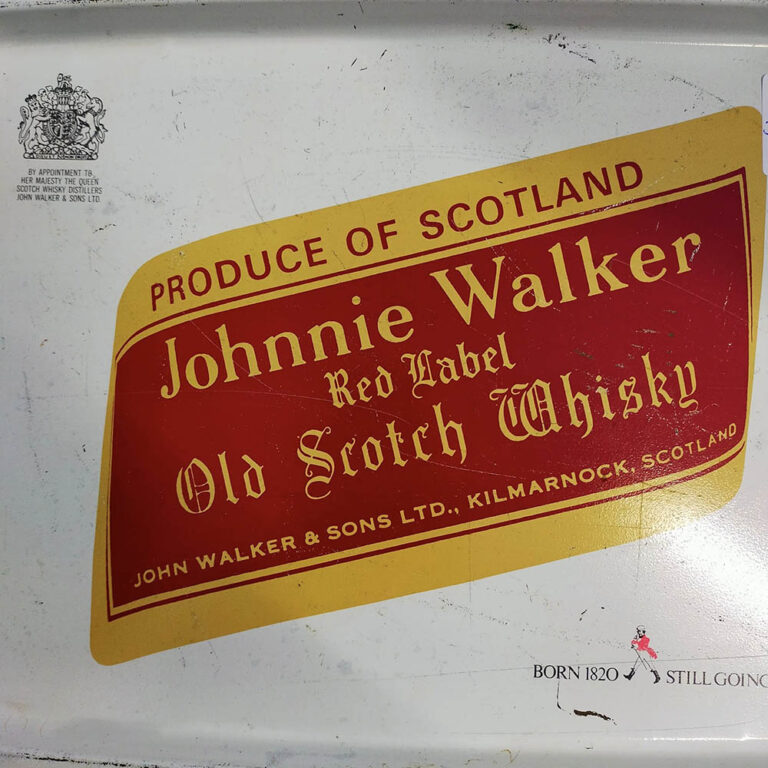 BY APPOINTMENT TO
HER MAJESTY THE QUEEN
SCOTCH WHISKY DISTILLERS
JOHN WALKER & SONS LTD.
PRODUCE OF SCOTLAND
Johnnie Walker
Red Label
Old Scotch Whisky
JOHN WALKER & SONS LTD., KILMARNOCK, SCOTLAND
BORN 1820 STILL GOING